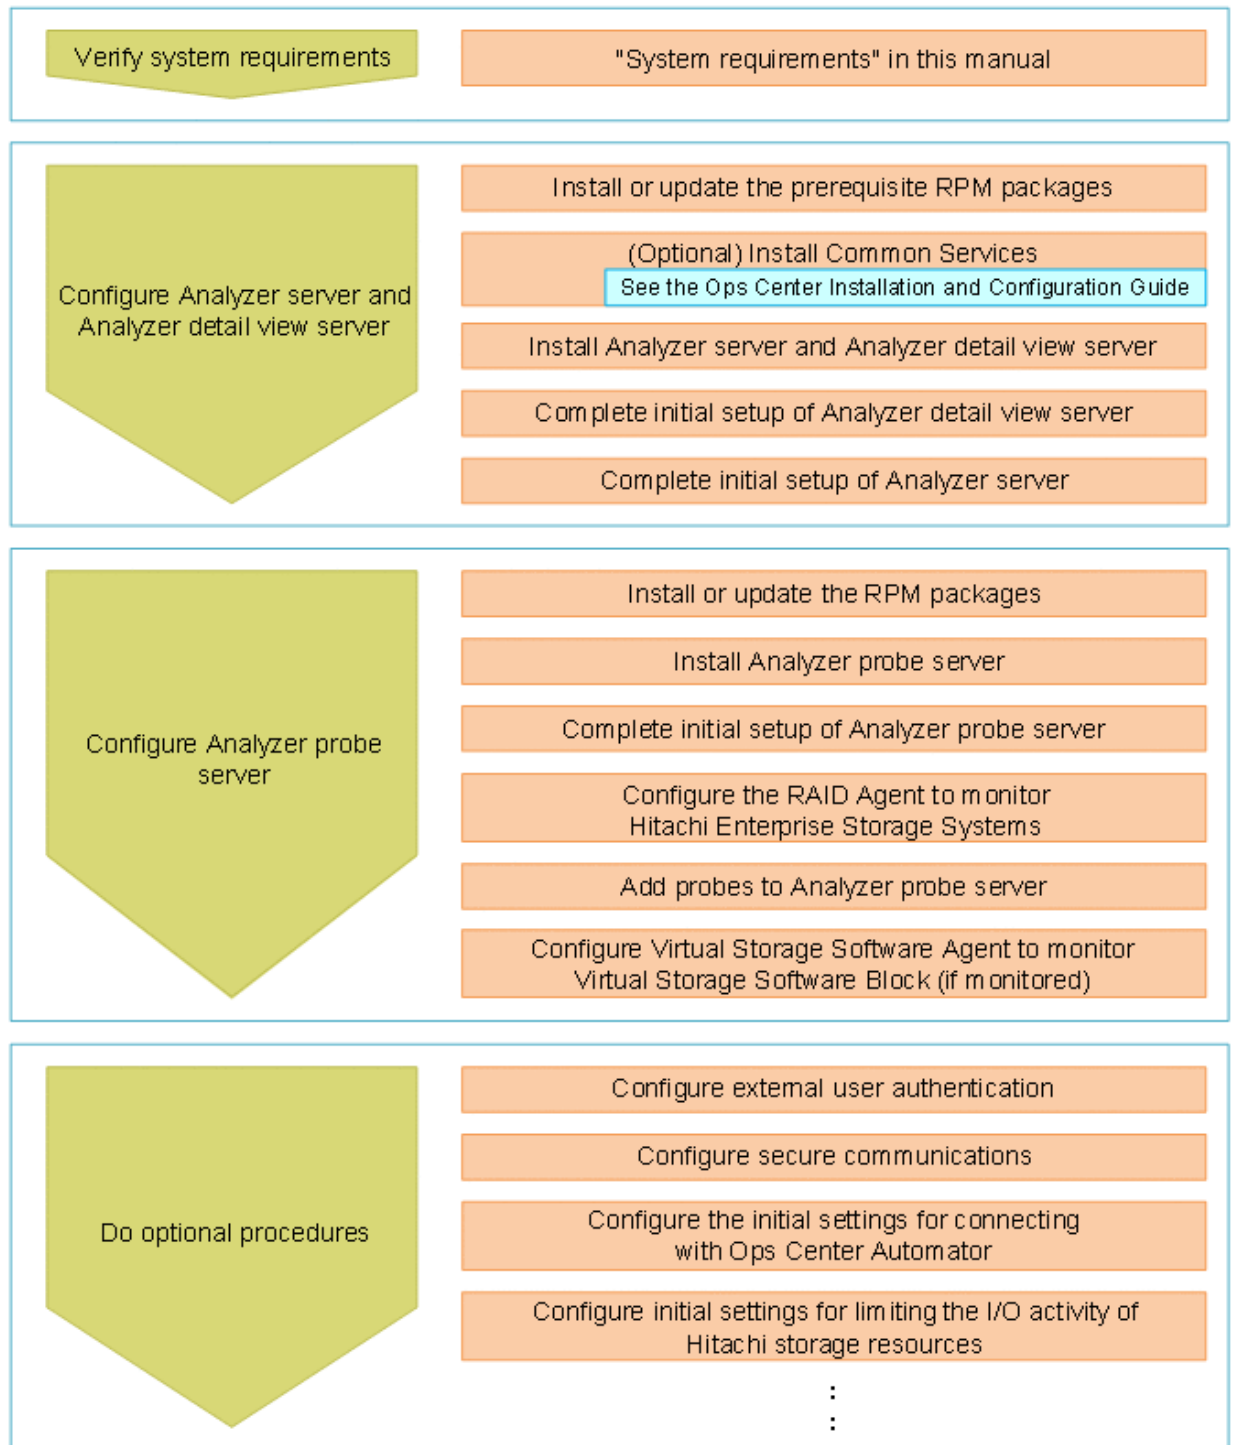 Verify system requirements
"System requirements" in this manual
Configure Analyzer server and
Analyzer detail view server
Install or update the prerequisite RPM packages
(Optional) Install Common Services
See the Ops Center Installation and Configuration Guide
Install Analyzer server and Analyzer detail view server
Complete initial setup of Analyzer detail view server
Complete initial setup of Analyzer server
Configure Analyzer probe
server
Install or update the RPM packages
Install Analyzer probe server
Complete initial setup of Analyzer probe server
Configure the RAID Agent to monitor
Hitachi Enterprise Storage Systems
Add probes to Analyzer probe server
Configure Virtual Storage Software Agent to monitor
Virtual Storage Software Block (if monitored)
Do optional procedures
Configure external user authentication
Configure secure communications
Configure the initial settings for connecting
with Ops Center Automator
Configure initial settings for limiting the I/O activity of
Hitachi storage resources
:
: